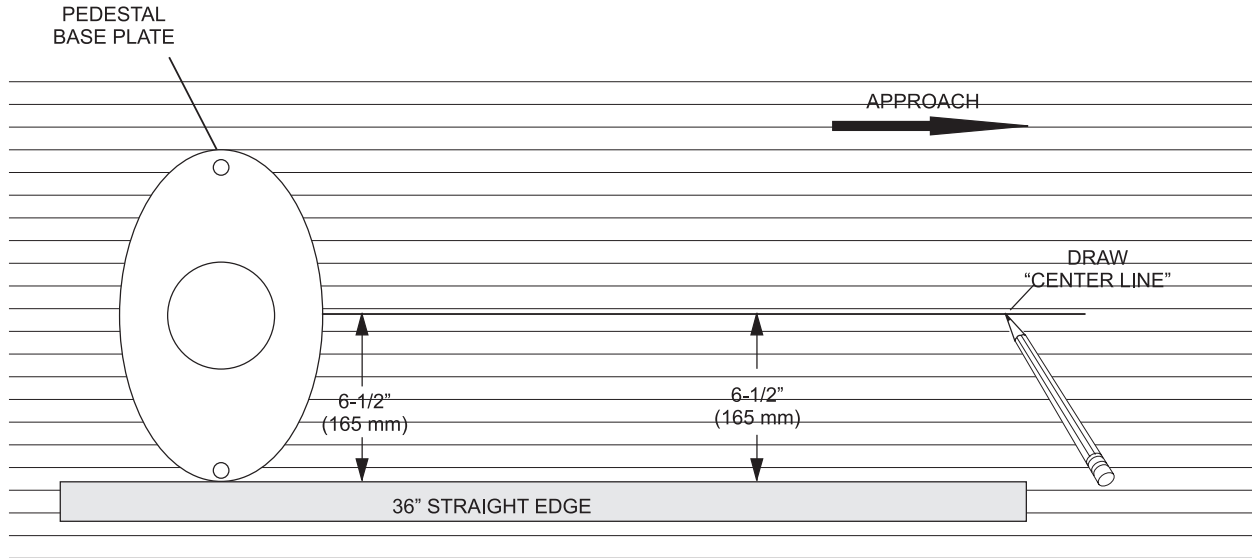 PEDESTAL
BASE PLATE
APPROACH
DRAW
“CENTER LINE”
6-1/2”
(165 mm)
6-1/2”
(165 mm)
36” STRAIGHT EDGE